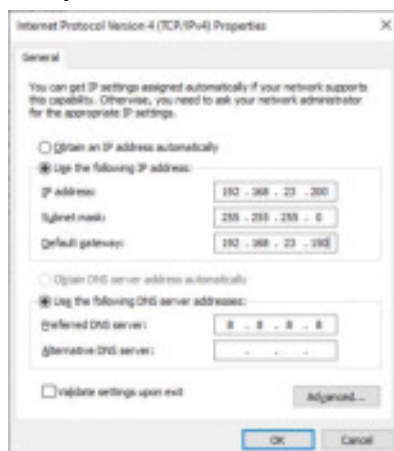 Internet Protocol Version 4 (TCP/IPv4) Properties
General
You can get IP settings assigned automatically if your network supports
this capability. Otherwise, you need to ask your network administrator
for the appropriate IP settings.
Obtain an IP address automatically
Use the following IP address:
IP address: 192 . 168 . 23 . 200
Subnet mask: 255 . 255 . 255 . 0
Default gateway: 192 . 168 . 23 . 150
Obtain DNS server address automatically
Use the following DNS server addresses:
Preferred DNS server: 8 . 8 . 8 . 8
Alternative DNS server: . . .
Validate settings upon exit
Advanced...
OK Cancel